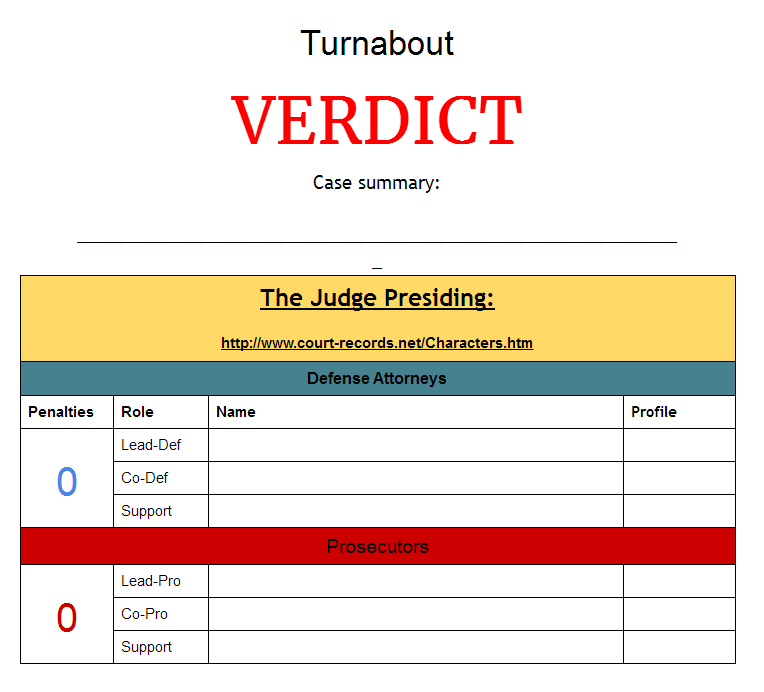 Turnabout
VERDICT
Case summary:
____________________________________________________________
_
The Judge Presiding:
http://www.court-records.net/Characters.htm
Defense Attorneys
Penalties Role Name Profile
0
Lead-Def
Co-Def
Support
Prosecutors
0
Lead-Pro
Co-Pro
Support